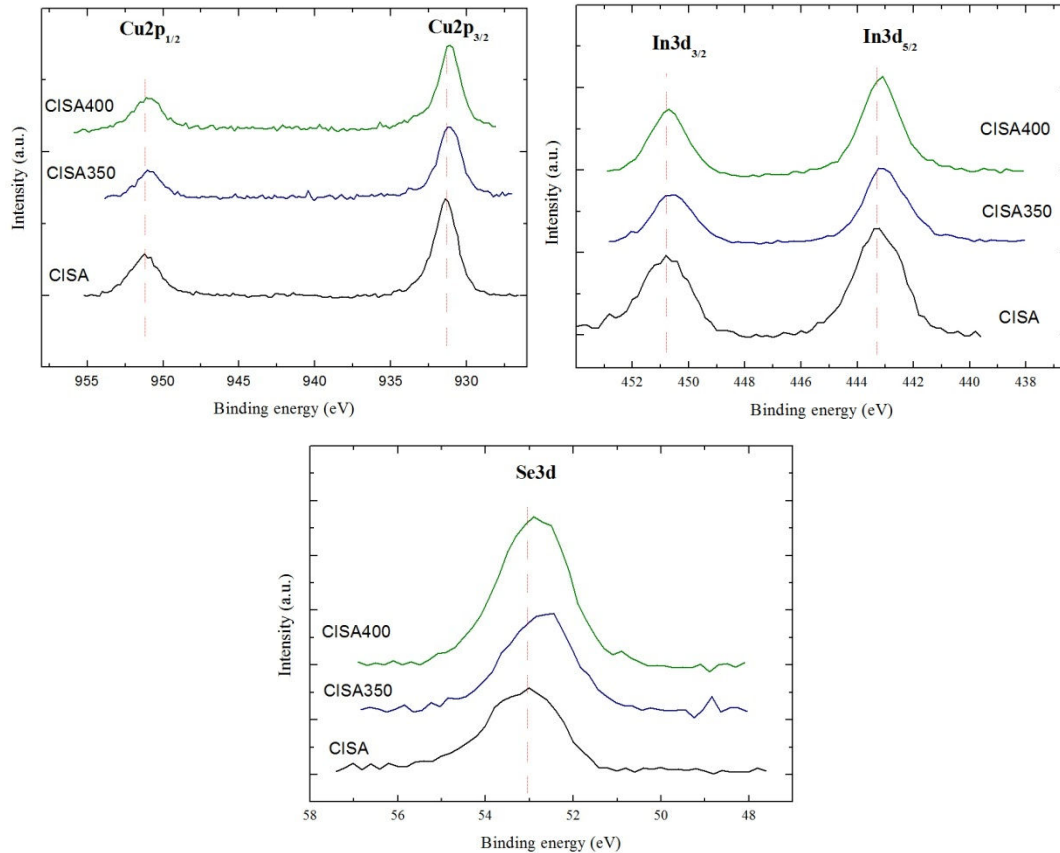 Cu2p1/2
Cu2p3/2
CISA400
CISA350
CISA
Intensity (a.u.)
955 950 945 940 935 930
Binding energy (eV)
In3d3/2
In3d5/2
CISA400
CISA350
CISA
Intensity (a.u.)
452 450 448 446 444 442 440 438
Binding energy (eV)
Se3d
CISA400
CISA350
CISA
Intensity (a.u.)
58 56 54 52 50 48
Binding energy (eV)